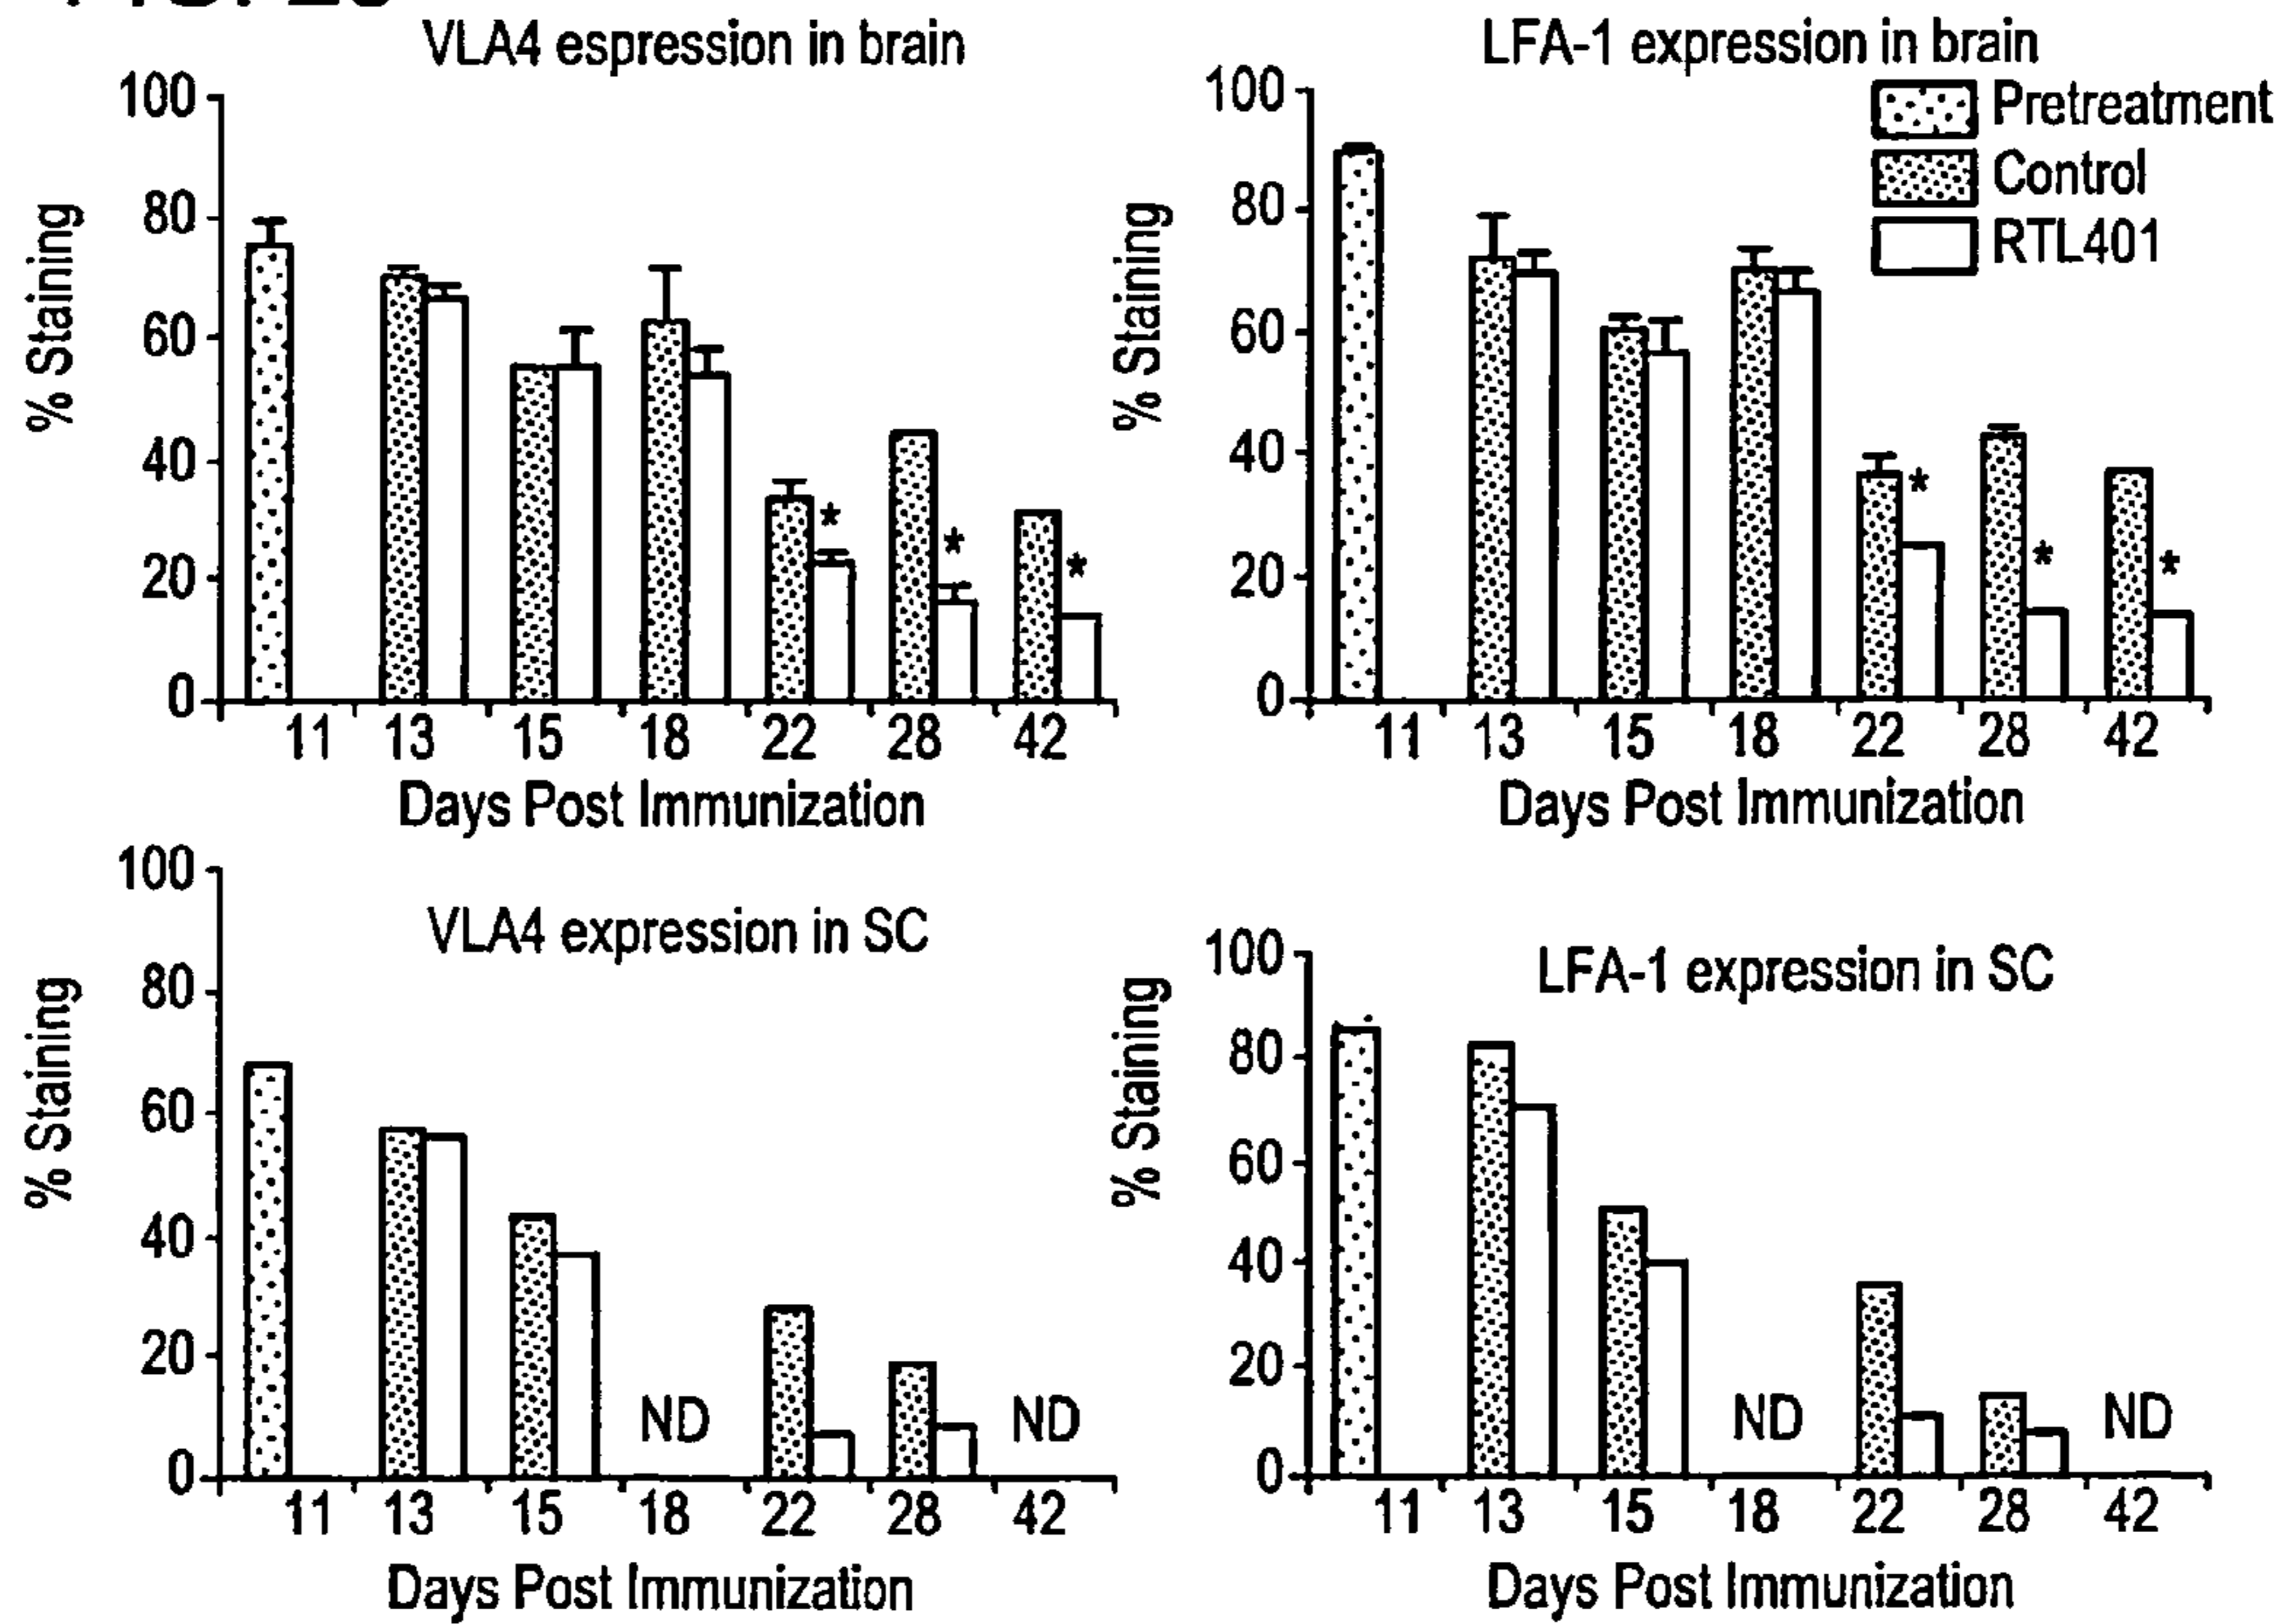 VLA4 espression in brain
% Staining
100
80
60
40
20
0
* * *
11 13 15 18 22 28 42
Days Post Immunization
LFA-1 expression in brain
Pretreatment
Control
RTL401
% Staining
100
80
60
40
20
0
* * *
11 13 15 18 22 28 42
Days Post Immunization
VLA4 expression in SC
% Staining
100
80
60
40
20
0
ND ND
11 13 15 18 22 28 42
Days Post Immunization
LFA-1 expression in SC
% Staining
100
80
60
40
20
0
ND ND
11 13 15 18 22 28 42
Days Post Immunization